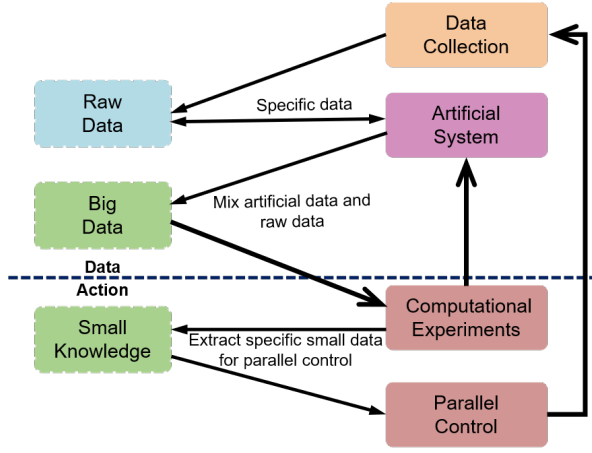 Data
Collection
Raw
Data
Specific data
Artificial
System
Big
Data
Mix artificial data and
raw data
Data
Action
Small
Knowledge
Extract specific small data
for parallel control
Computational
Experiments
Parallel
Control